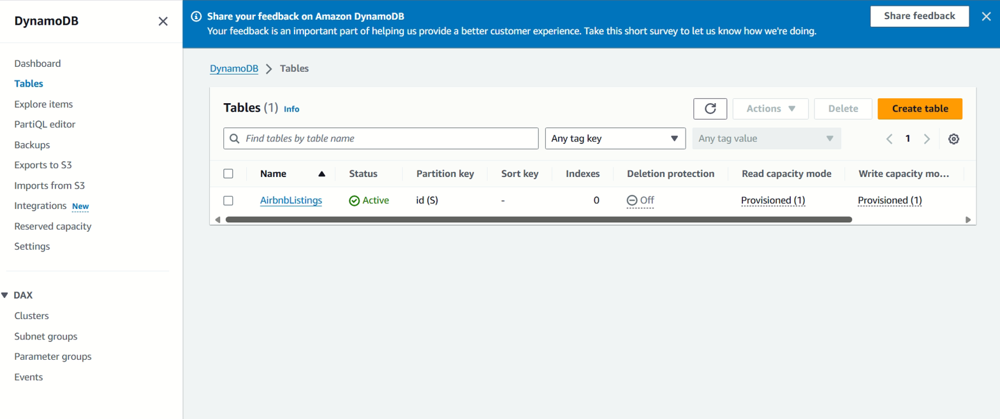 DynamoDB
Dashboard
Tables
Explore items
PartiQL editor
Backups
Exports to S3
Imports from S3
Integrations New
Reserved capacity
Settings
DAX
Clusters
Subnet groups
Parameter groups
Events
Share your feedback on Amazon DynamoDB
Your feedback is an important part of helping us provide a better customer experience. Take this short survey to let us know how we're doing.
Share feedback
DynamoDB Tables
Tables (1) Info
Actions Delete Create table
Find tables by table name Any tag key Any tag value 1
Name Status Partition key Sort key Indexes Deletion protection Read capacity mode Write capacity mo...
AirbnbListings Active id (S) - 0 Off Provisioned (1) Provisioned (1)